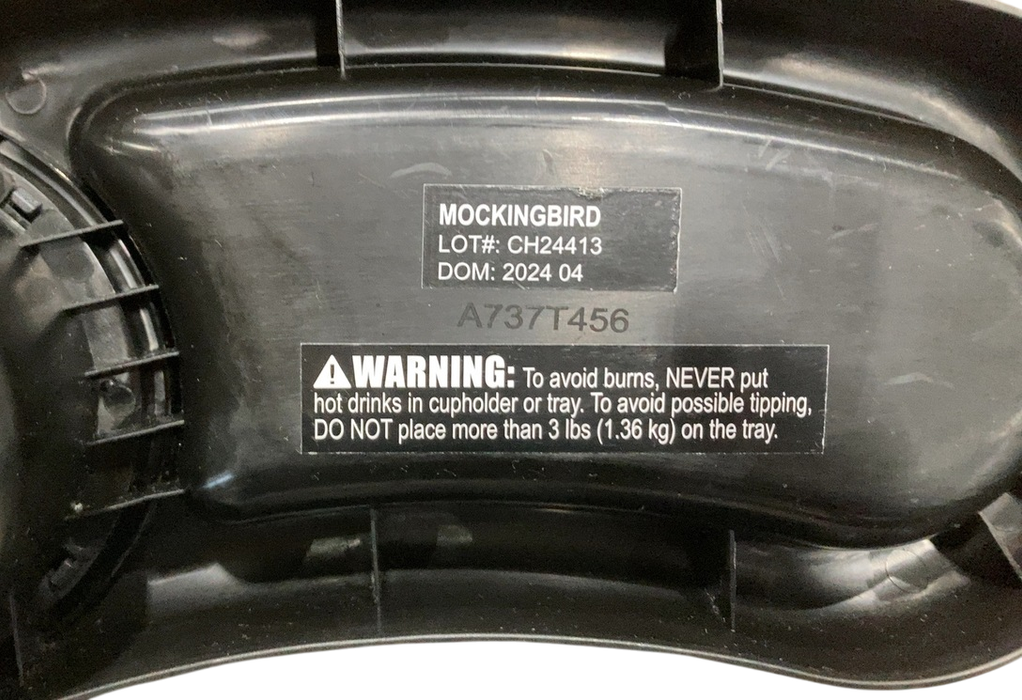 MOCKINGBIRD
LOT#: CH24413
DOM: 2024 04
A737T456
WARNING: To avoid burns, NEVER put
hot drinks in cupholder or tray. To avoid possible tipping,
DO NOT place more than 3 lbs (1.36 kg) on the tray.